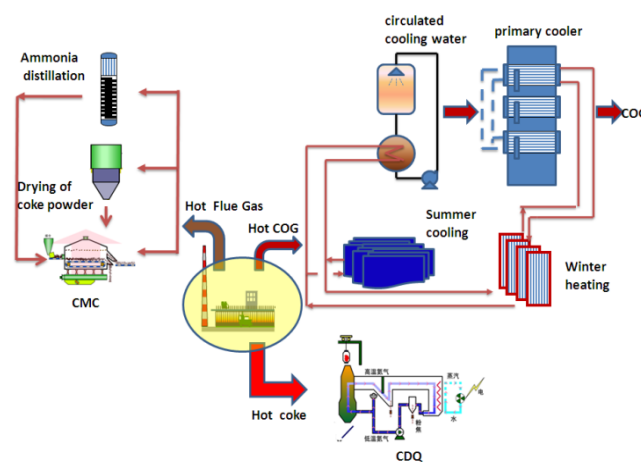 circulated
cooling water
primary cooler
Ammonia
distillation
COG
Drying of
coke powder
Hot Flue Gas
Hot COG
Summer
cooling
Winter
heating
CMC
Hot coke
高温氮气
蒸汽
电
水
粉焦
低温氮气
CDQ